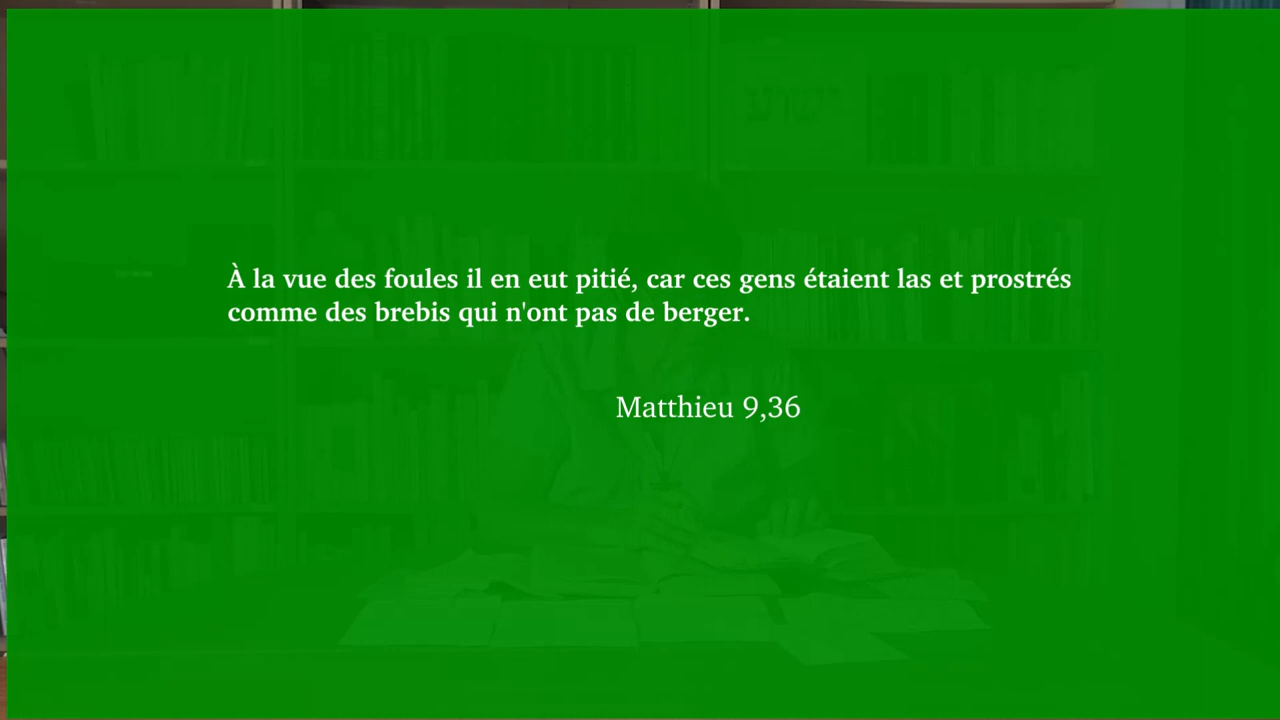 À la vue des foules il en eut pitié, car ces gens étaient las et prostrés
comme des brebis qui n'ont pas de berger.
Matthieu 9,36